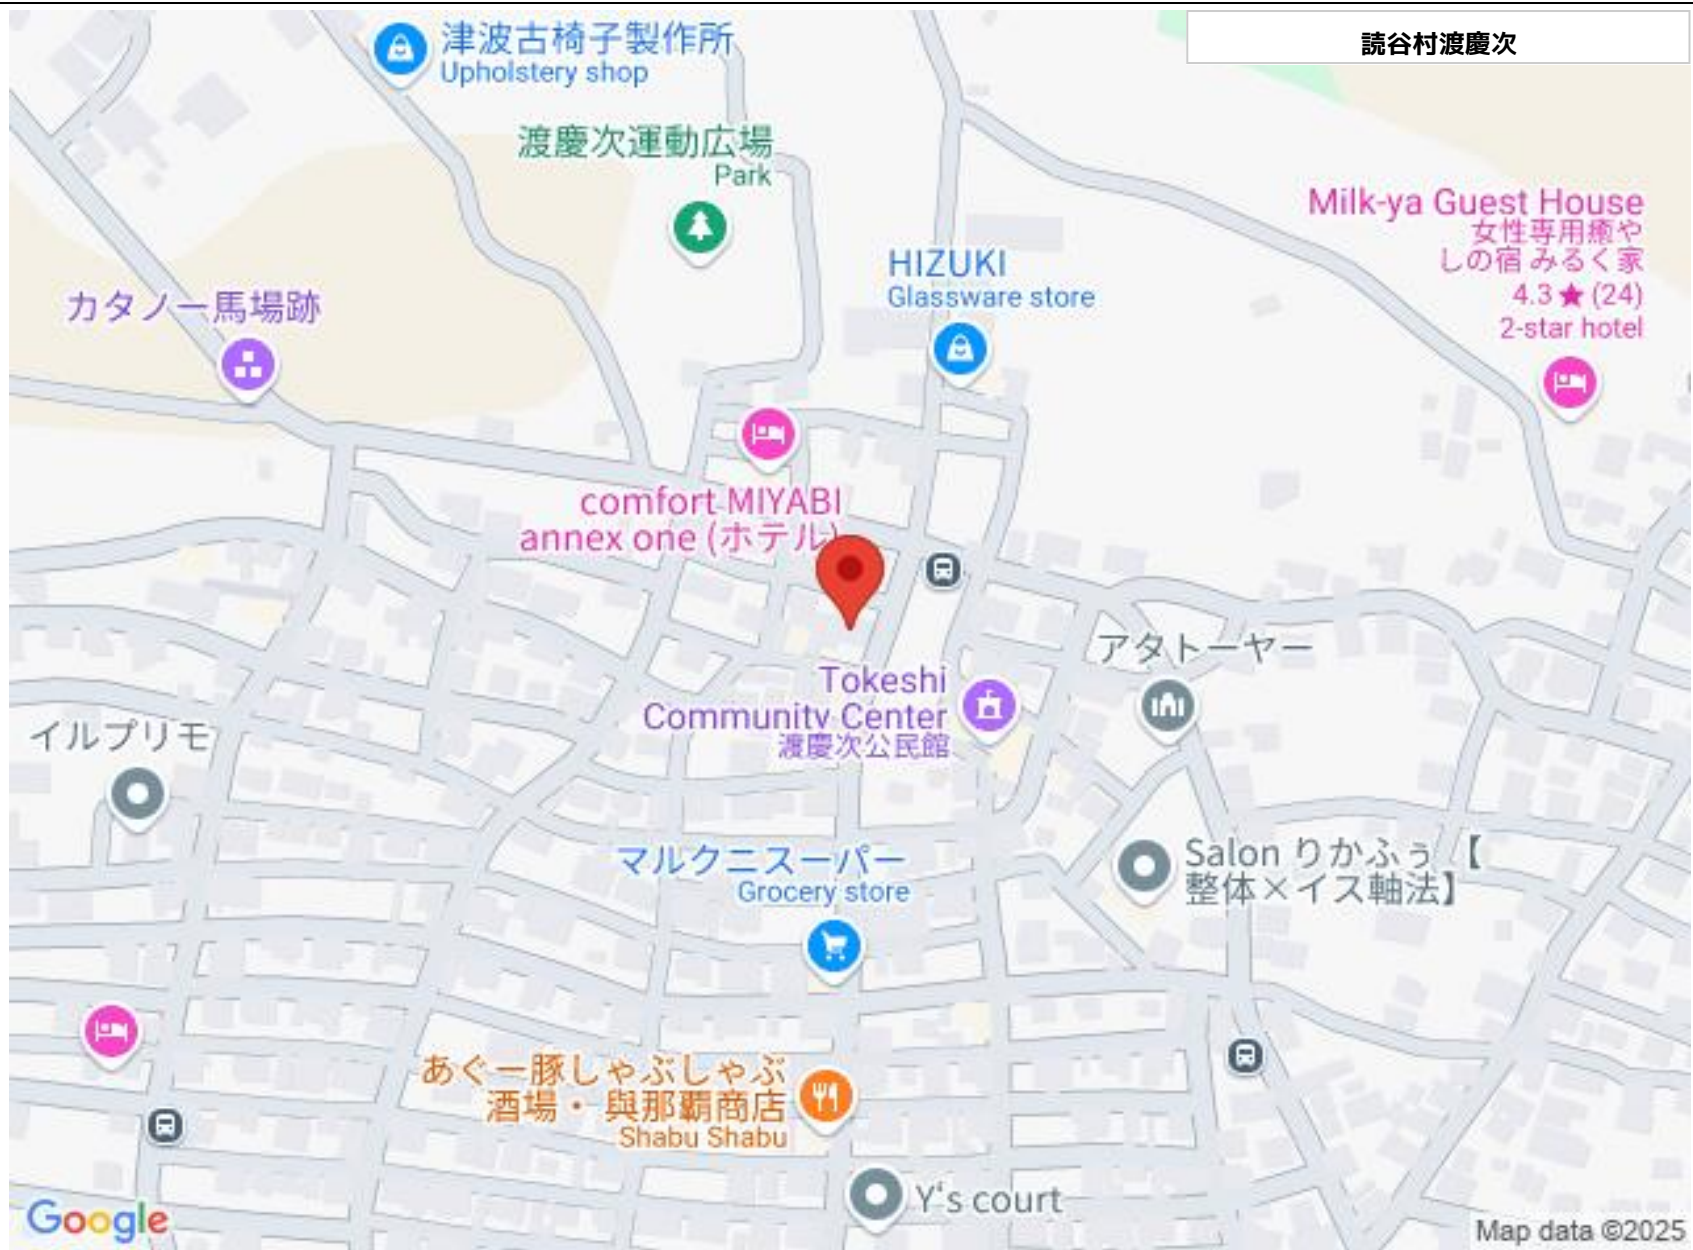 読谷村渡慶次
津波古椅子製作所
Upholstery shop
渡慶次運動広場
Park
Milk-ya Guest House
女性専用癒や
しの宿 みるく家
4.3 ★ (24)
2-star hotel
HIZUKI
Glassware store
カタノー馬場跡
comfort MIYABI
annex one (ホテル)
アタトーヤー
Tokeshi
Community Center
渡慶次公民館
イルプリモ
マルクニスーパー
Grocery store
Salon りかふぅ【
整体×イス軸法】
あぐー豚しゃぶしゃぶ
酒場・與那覇商店
Shabu Shabu
Y's court
Google
Map data ©2025